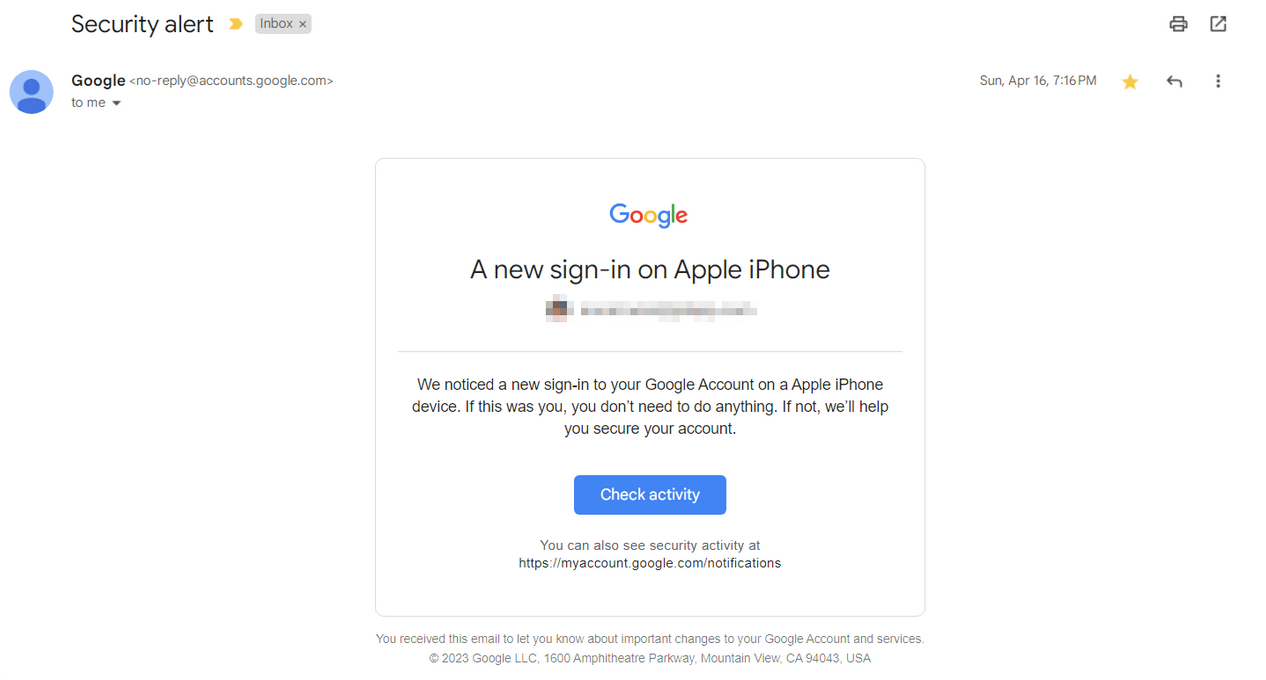 Security alert Inbox ×
Google <no-reply@accounts.google.com> Sun, Apr 16, 7:16 PM
to me
Google
A new sign-in on Apple iPhone
We noticed a new sign-in to your Google Account on a Apple iPhone
device. If this was you, you don’t need to do anything. If not, we’ll help
you secure your account.
Check activity
You can also see security activity at
https://myaccount.google.com/notifications
You received this email to let you know about important changes to your Google Account and services.
© 2023 Google LLC, 1600 Amphitheatre Parkway, Mountain View, CA 94043, USA